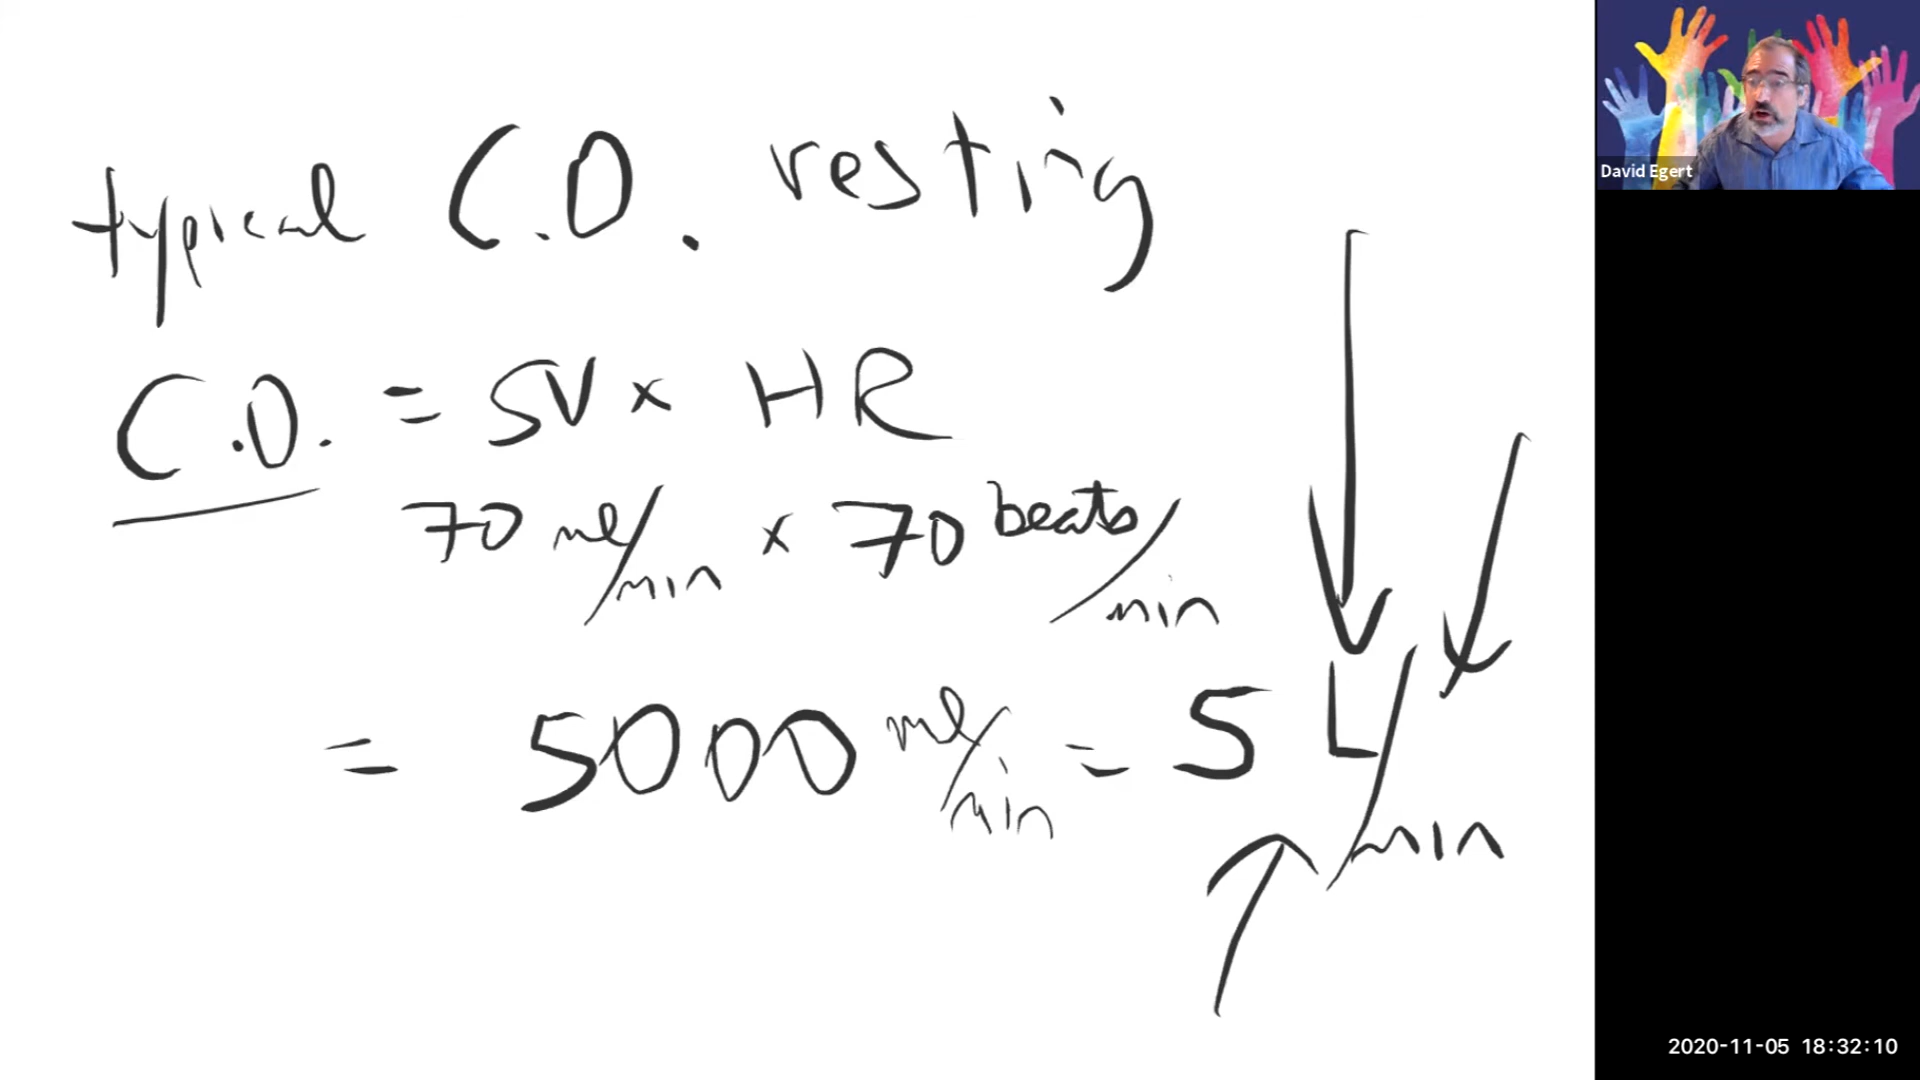 typical C.O. resting
C.O. = SV x HR
70 ml/min x 70 beats/min
= 5000 ml/min = 5 L/min
David Egert
2020-11-05 18:32:10